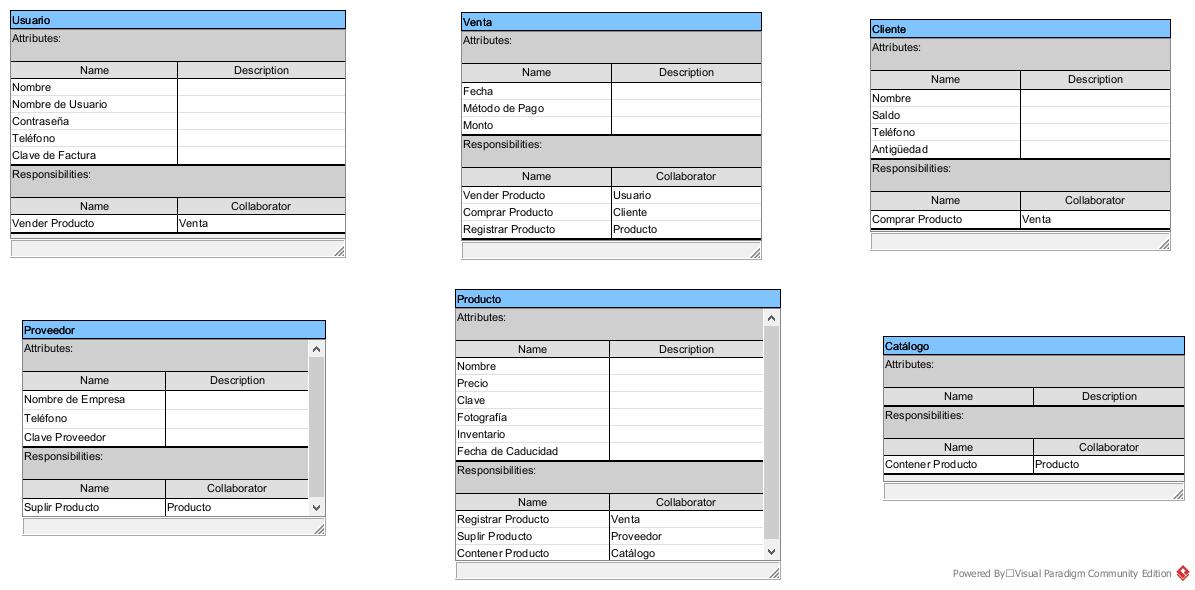 Usuario
Attributes:
Name Description
Nombre
Nombre de Usuario
Contraseña
Teléfono
Clave de Factura
Responsibilities:
Name Collaborator
Vender Producto Venta
Venta
Attributes:
Name Description
Fecha
Método de Pago
Monto
Responsibilities:
Name Collaborator
Vender Producto Usuario
Comprar Producto Cliente
Registrar Producto Producto
Cliente
Attributes:
Name Description
Nombre
Saldo
Teléfono
Antigüedad
Responsibilities:
Name Collaborator
Comprar Producto Venta
Proveedor
Attributes:
Name Description
Nombre de Empresa
Teléfono
Clave Proveedor
Responsibilities:
Name Collaborator
Suplir Producto Producto
Producto
Attributes:
Name Description
Nombre
Precio
Clave
Fotografía
Inventario
Fecha de Caducidad
Responsibilities:
Name Collaborator
Registrar Producto Venta
Suplir Producto Proveedor
Contener Producto Catálogo
Catálogo
Attributes:
Name Description
Responsibilities:
Name Collaborator
Contener Producto Producto
Powered By□Visual Paradigm Community Edition